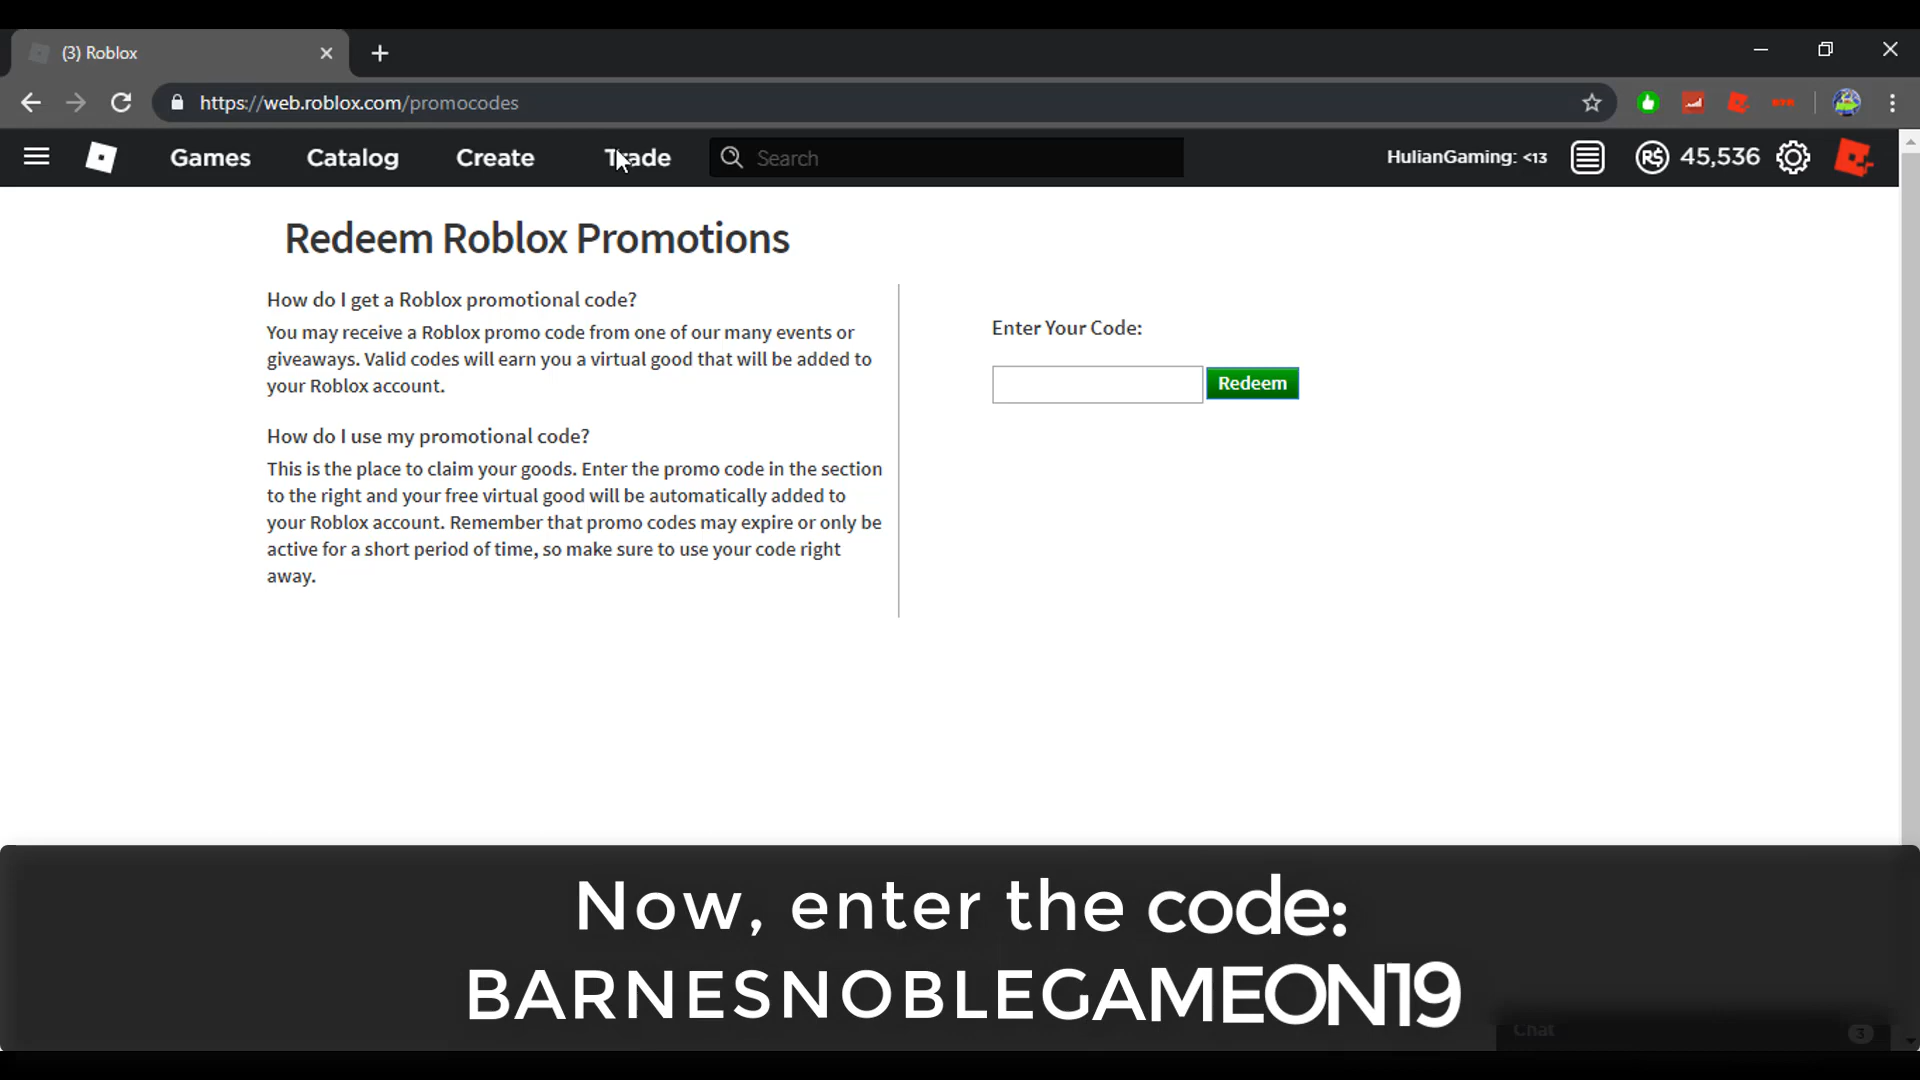 (3) Roblox
https://web.roblox.com/promocodes
Games Catalog Create Trade Search HulianGaming: <13 R$ 45,536
Redeem Roblox Promotions
How do I get a Roblox promotional code?
You may receive a Roblox promo code from one of our many events or
giveaways. Valid codes will earn you a virtual good that will be added to
your Roblox account.
How do I use my promotional code?
This is the place to claim your goods. Enter the promo code in the section
to the right and your free virtual good will be automatically added to
your Roblox account. Remember that promo codes may expire or only be
active for a short period of time, so make sure to use your code right
away.
Enter Your Code:
Redeem
Now, enter the code:
BARNESNOBLEGAMEON19
Chat 3